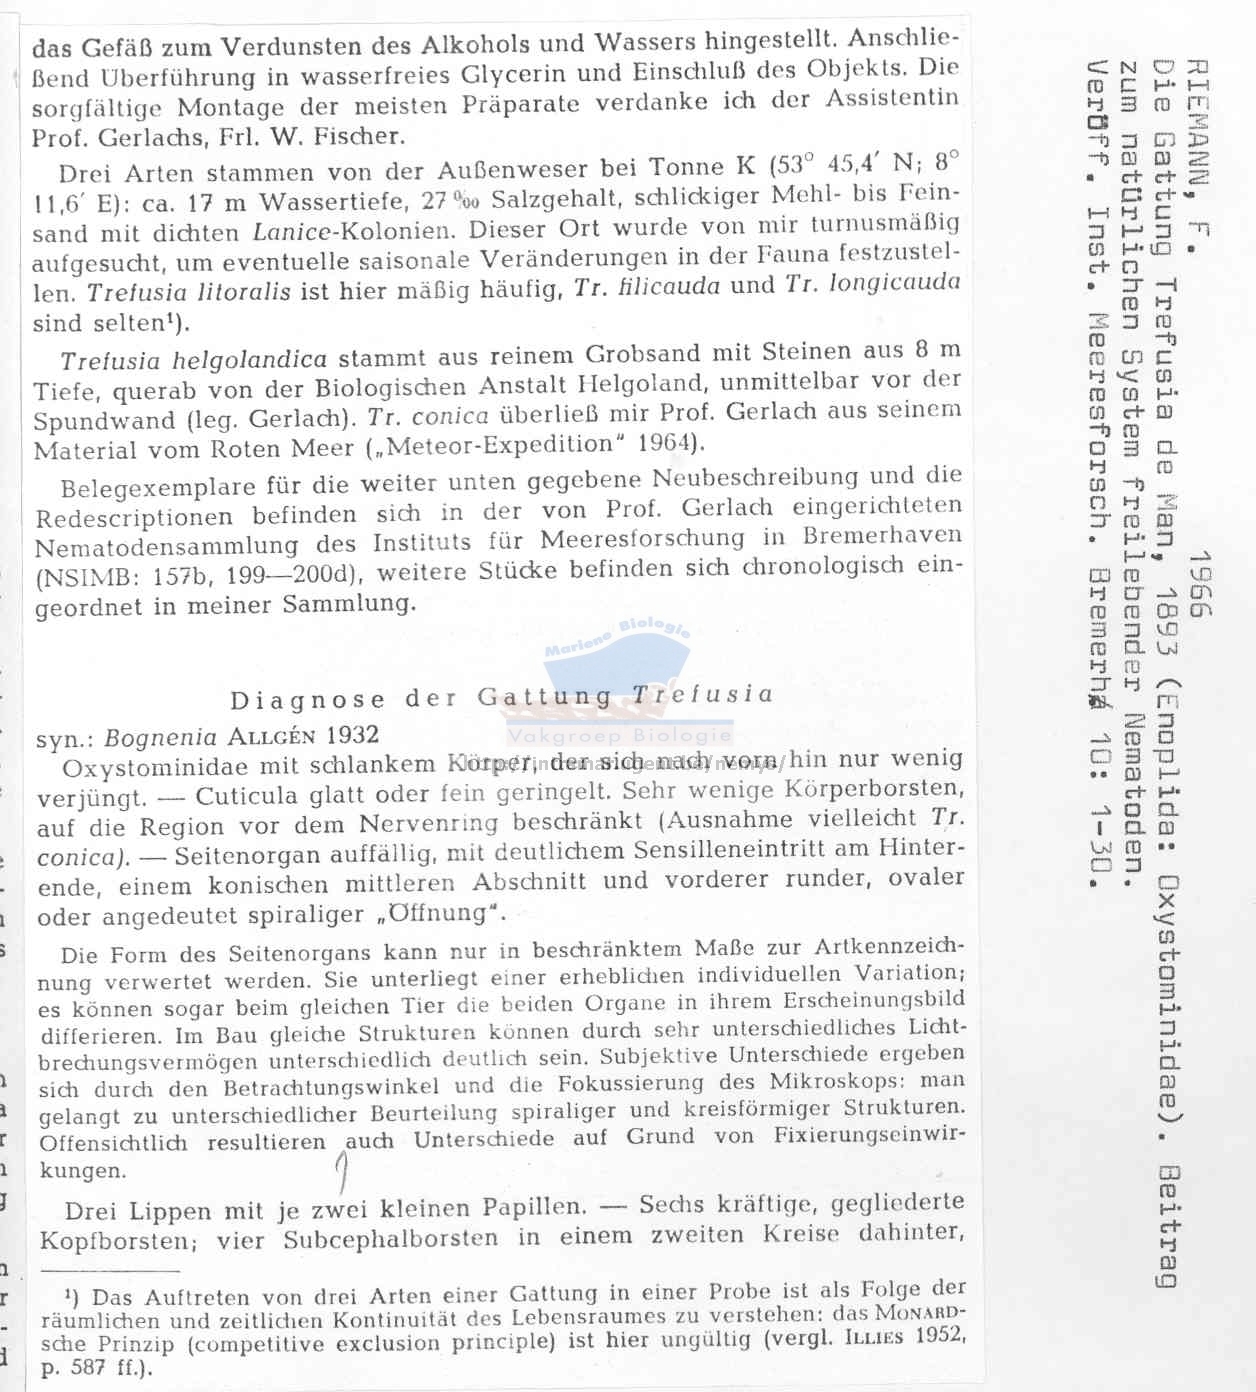 das Gefäß zum Verdunsten des Alkohols und Wassers hingestellt. Anschlie-
ßend Überführung in wasserfreies Glycerin und Einschluß des Objekts. Die
sorgfältige Montage der meisten Präparate verdanke ich der Assistentin
Prof. Gerlachs, Frl. W. Fischer.
Drei Arten stammen von der Außenweser bei Tonne K (53° 45,4′ N; 8°
11,6′ E): ca. 17 m Wassertiefe, 27 ‰ Salzgehalt, schlickiger Mehl- bis Fein-
sand mit dichten Lanice-Kolonien. Dieser Ort wurde von mir turnusmäßig
aufgesucht, um eventuelle saisonale Veränderungen in der Fauna festzustel-
len. Trefusia litoralis ist hier mäßig häufig, Tr. filicauda und Tr. longicauda
sind selten¹).
Trefusia helgolandica stammt aus reinem Grobsand mit Steinen aus 8 m
Tiefe, querab von der Biologischen Anstalt Helgoland, unmittelbar vor der
Spundwand (leg. Gerlach). Tr. conica überließ mir Prof. Gerlach aus seinem
Material vom Roten Meer („Meteor-Expedition“ 1964).
Belegexemplare für die weiter unten gegebene Neubeschreibung und die
Redescriptionen befinden sich in der von Prof. Gerlach eingerichteten
Nematodensammlung des Instituts für Meeresforschung in Bremerhaven
(NSIMB: 157b, 199—200d), weitere Stücke befinden sich chronologisch ein-
geordnet in meiner Sammlung.
Mariene Biologie
Vakgroep Biologie
Diagnose der Gattung Trefusia
syn.: Bognenia ALLGÉN 1932
Oxystominidae mit schlankem Körper, der sich nach vorn hin nur wenig
verjüngt. — Cuticula glatt oder fein geringelt. Sehr wenige Körperborsten,
auf die Region vor dem Nervenring beschränkt (Ausnahme vielleicht Tr.
conica). — Seitenorgan auffällig, mit deutlichem Sensilleneintritt am Hinter-
ende, einem konischen mittleren Abschnitt und vorderer runder, ovaler
oder angedeutet spiraliger „Öffnung“.
Die Form des Seitenorgans kann nur in beschränktem Maße zur Artkennzeich-
nung verwertet werden. Sie unterliegt einer erheblichen individuellen Variation;
es können sogar beim gleichen Tier die beiden Organe in ihrem Erscheinungsbild
differieren. Im Bau gleiche Strukturen können durch sehr unterschiedliches Licht-
brechungsvermögen unterschiedlich deutlich sein. Subjektive Unterschiede ergeben
sich durch den Betrachtungswinkel und die Fokussierung des Mikroskops: man
gelangt zu unterschiedlicher Beurteilung spiraliger und kreisförmiger Strukturen.
Offensichtlich resultieren auch Unterschiede auf Grund von Fixierungseinwir-
kungen.
Drei Lippen mit je zwei kleinen Papillen. — Sechs kräftige, gegliederte
Kopfborsten; vier Subcephalborsten in einem zweiten Kreise dahinter,
¹) Das Auftreten von drei Arten einer Gattung in einer Probe ist als Folge der
räumlichen und zeitlichen Kontinuität des Lebensraumes zu verstehen: das MONARD-
sche Prinzip (competitive exclusion principle) ist hier ungültig (vergl. ILLIES 1952,
p. 587 ff.).
RIEMANN, F. 1966
Die Gattung Trefusia de Man, 1893 (Enoplida: Oxystominidae). Beitrag
zum natürlichen System freilebender Nematoden.
Veröff. Inst. Meeresforsch. Bremerh. 10: 1-30.